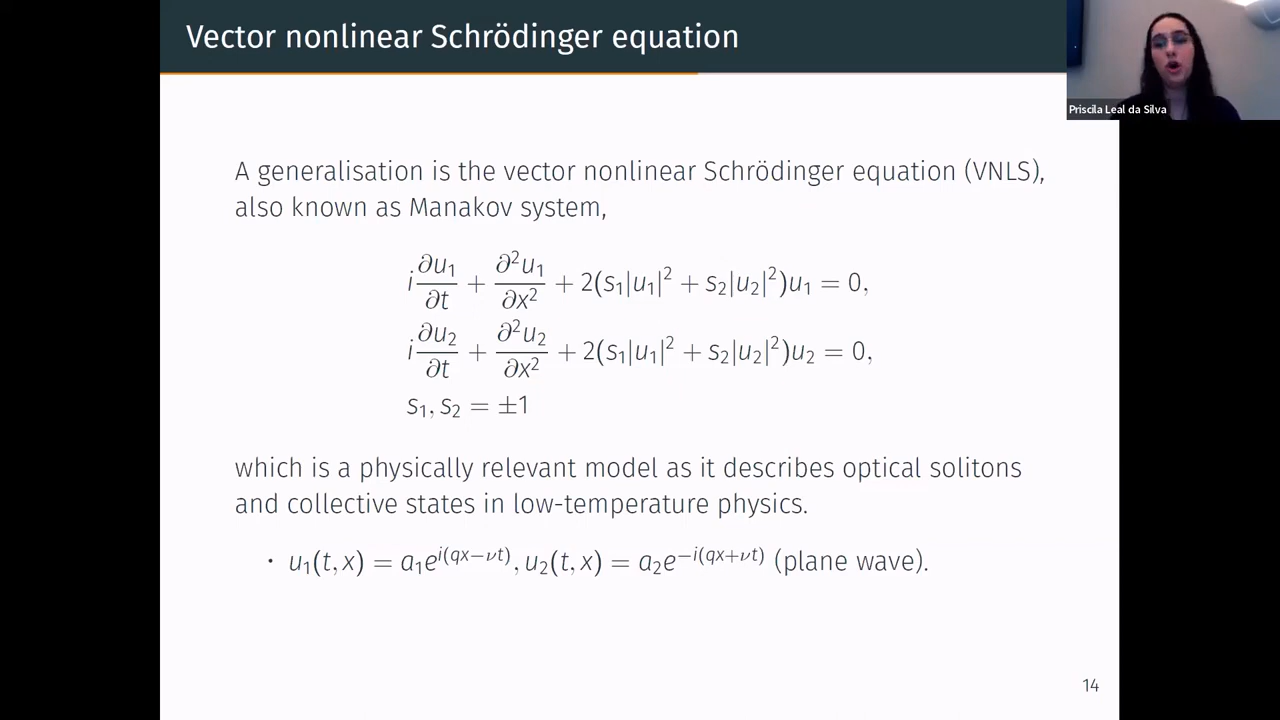 Vector nonlinear Schrödinger equation
Priscila Leal da Silva
A generalisation is the vector nonlinear Schrödinger equation (VNLS),
also known as Manakov system,
i∂u₁/∂t + ∂²u₁/∂x² + 2(s₁|u₁|² + s₂|u₂|²)u₁ = 0,
i∂u₂/∂t + ∂²u₂/∂x² + 2(s₁|u₁|² + s₂|u₂|²)u₂ = 0,
s₁, s₂ = ±1
which is a physically relevant model as it describes optical solitons
and collective states in low-temperature physics.
· u₁(t, x) = a₁e^{i(qx−νt)}, u₂(t, x) = a₂e^{−i(qx+νt)} (plane wave).
14